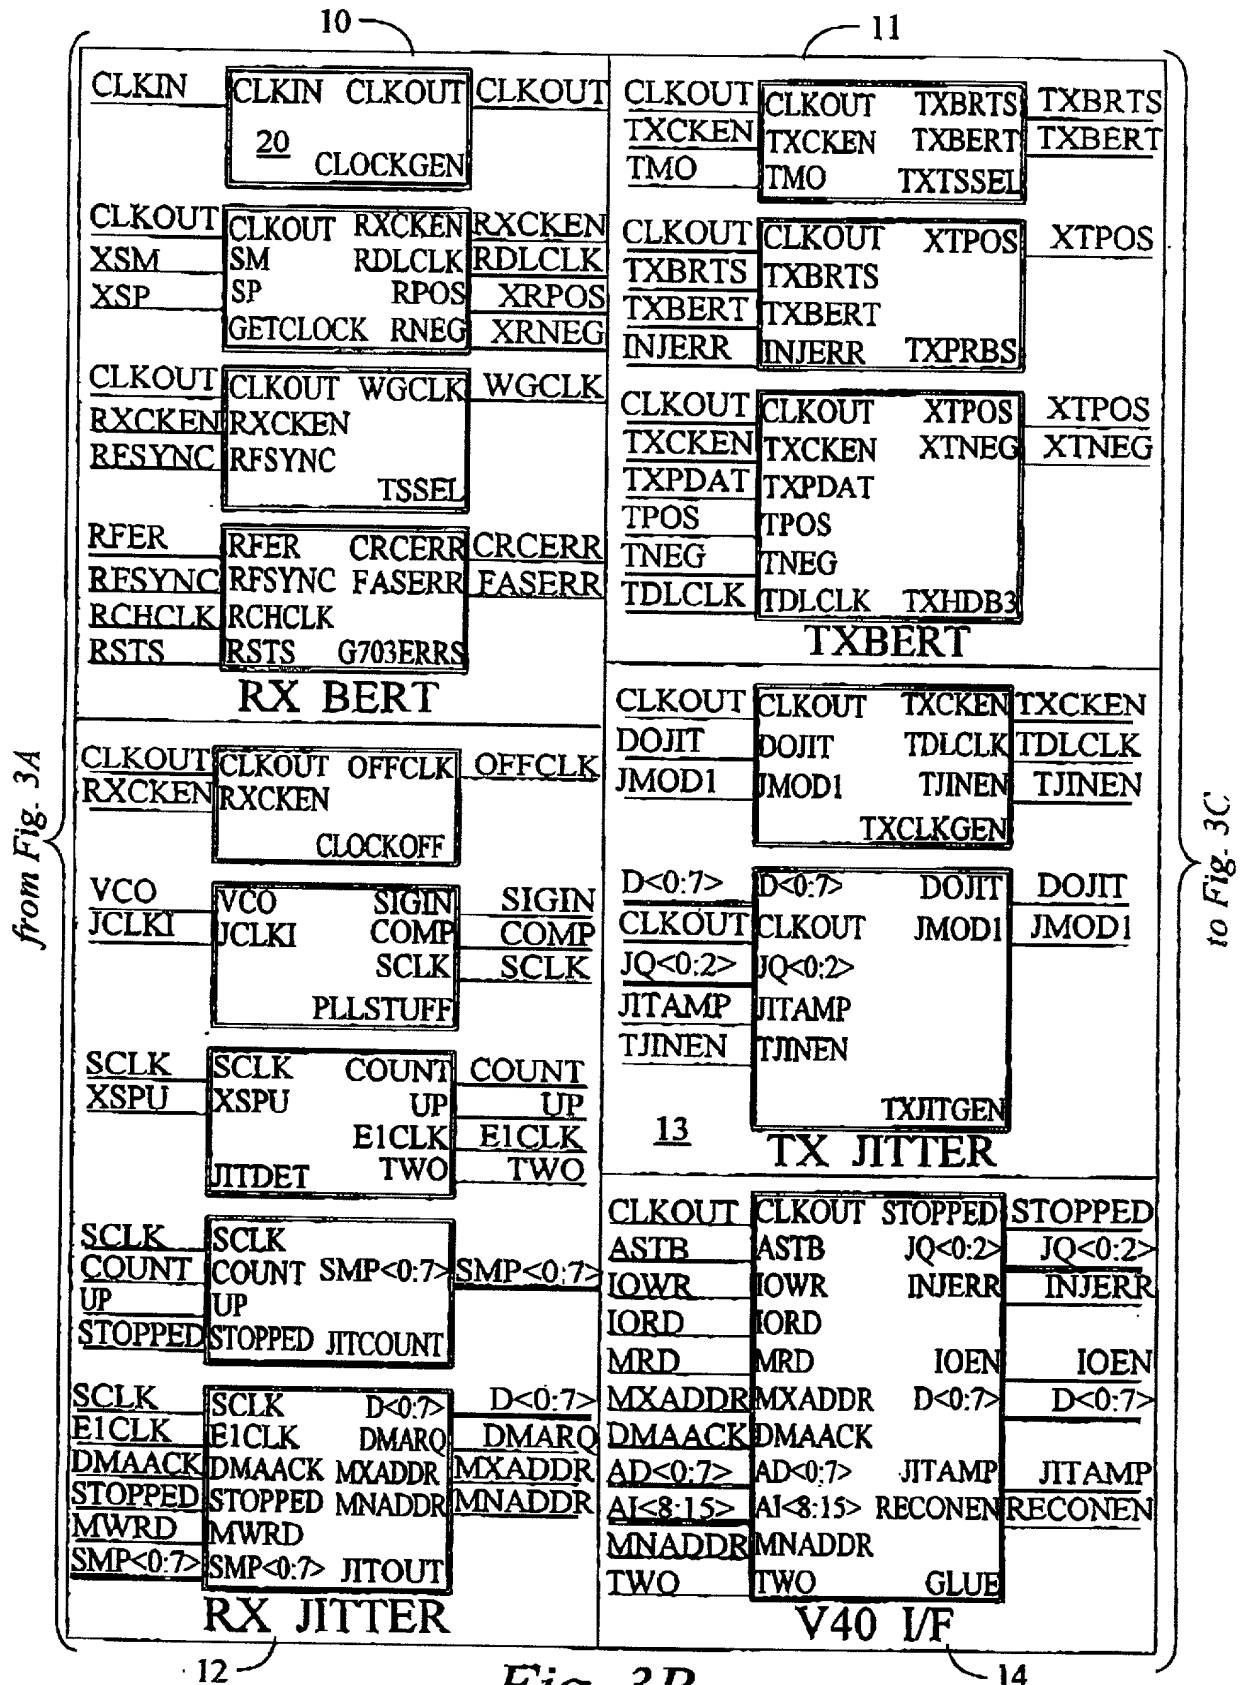 10
11
from Fig. 3A
to Fig. 3C
CLKIN CLKIN CLKOUT CLKOUT
20
CLOCKGEN
CLKOUT CLKOUT RXCKEN RXCKEN
XSM SM RDLCLK RDLCLK
XSP SP RPOS XRPOS
GETCLOCK RNEG XRNEG
CLKOUT CLKOUT WGCLK WGCLK
RXCKEN RXCKEN
RFSYNC RFSYNC
TSSEL
RFER RFER CRCERR CRCERR
RFSYNC RFSYNC FASERR FASERR
RCHCLK RCHCLK
RSTS RSTS G703ERRS
RX BERT
CLKOUT CLKOUT OFFCLK OFFCLK
RXCKEN RXCKEN
CLOCKOFF
VCO VCO SIGIN SIGIN
JCLKI JCLKI COMP COMP
SCLK SCLK
PLLSTUFF
SCLK SCLK COUNT COUNT
XSPU XSPU UP UP
E1CLK E1CLK
JITDET TWO TWO
SCLK SCLK
COUNT COUNT SMP<0:7> SMP<0:7>
UP UP
STOPPED STOPPED JITCOUNT
SCLK SCLK D<0:7> D<0:7>
E1CLK E1CLK DMARQ DMARQ
DMAACK DMAACK MXADDR MXADDR
STOPPED STOPPED MNADDR MNADDR
MWRD MWRD
SMP<0:7> SMP<0:7> JITOUT
RX JITTER
12
CLKOUT CLKOUT TXBRTS TXBRTS
TXCKEN TXCKEN TXBERT TXBERT
TMO TMO TXTSSEL
CLKOUT CLKOUT XTPOS XTPOS
TXBRTS TXBRTS
TXBERT TXBERT
INJERR INJERR TXPRBS
CLKOUT CLKOUT XTPOS XTPOS
TXCKEN TXCKEN XTNEG XTNEG
TXPDAT TXPDAT
TPOS TPOS
TNEG TNEG
TDLCLK TDLCLK TXHDB3
TXBERT
CLKOUT CLKOUT TXCKEN TXCKEN
DOJIT DOJIT TDLCLK TDLCLK
JMOD1 JMOD1 TJINEN TJINEN
TXCLKGEN
D<0:7> D<0:7> DOJIT DOJIT
CLKOUT CLKOUT JMOD1 JMOD1
JQ<0:2> JQ<0:2>
JITAMP JITAMP
TJINEN TJINEN
TXJITGEN
13
TX JITTER
CLKOUT CLKOUT STOPPED STOPPED
ASTB ASTB JQ<0:2> JQ<0:2>
IOWR IOWR INJERR INJERR
IORD IORD
MRD MRD IOEN IOEN
MXADDR MXADDR D<0:7> D<0:7>
DMAACK DMAACK
AD<0:7> AD<0:7> JITAMP JITAMP
AI<8:15> AI<8:15> RECONEN RECONEN
MNADDR MNADDR
TWO TWO GLUE
V40 I/F
14
Fig. 3B